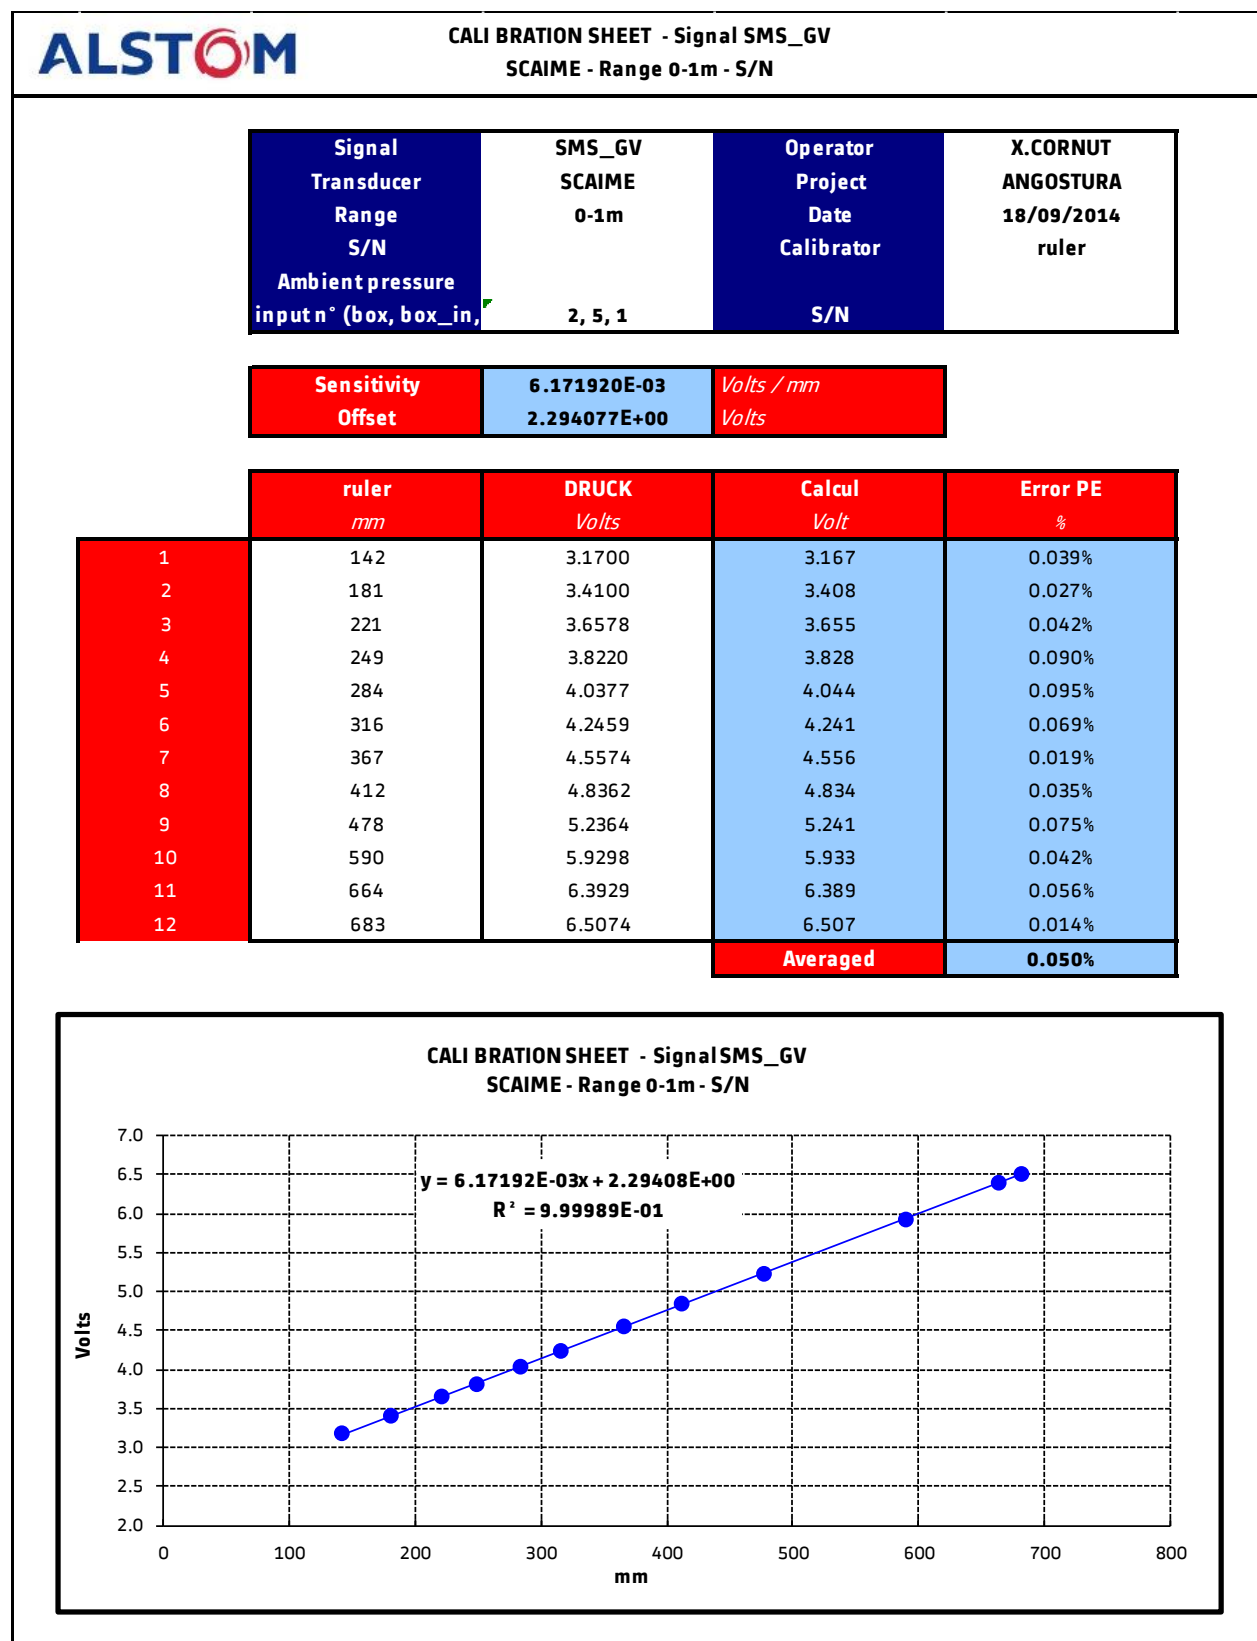 ALSTOM
CALI BRATION SHEET - Signal SMS_GV
SCAIME - Range 0-1m - S/N
Signal SMS_GV Operator X.CORNUT
Transducer SCAIME Project ANGOSTURA
Range 0-1m Date 18/09/2014
S/N Calibrator ruler
Ambient pressure
input n° (box, box_in, 2, 5, 1 S/N
Sensitivity 6.171920E-03 Volts / mm
Offset 2.294077E+00 Volts
ruler DRUCK Calcul Error PE
mm Volts Volt %
1 142 3.1700 3.167 0.039%
2 181 3.4100 3.408 0.027%
3 221 3.6578 3.655 0.042%
4 249 3.8220 3.828 0.090%
5 284 4.0377 4.044 0.095%
6 316 4.2459 4.241 0.069%
7 367 4.5574 4.556 0.019%
8 412 4.8362 4.834 0.035%
9 478 5.2364 5.241 0.075%
10 590 5.9298 5.933 0.042%
11 664 6.3929 6.389 0.056%
12 683 6.5074 6.507 0.014%
Averaged 0.050%
CALI BRATION SHEET - Signal SMS_GV
SCAIME - Range 0-1m - S/N
7.0
6.5
y = 6.17192E-03x + 2.29408E+00
R² = 9.99989E-01
6.0
5.5
5.0
4.5
4.0
3.5
3.0
2.5
2.0
Volts
0 100 200 300 400 500 600 700 800
mm